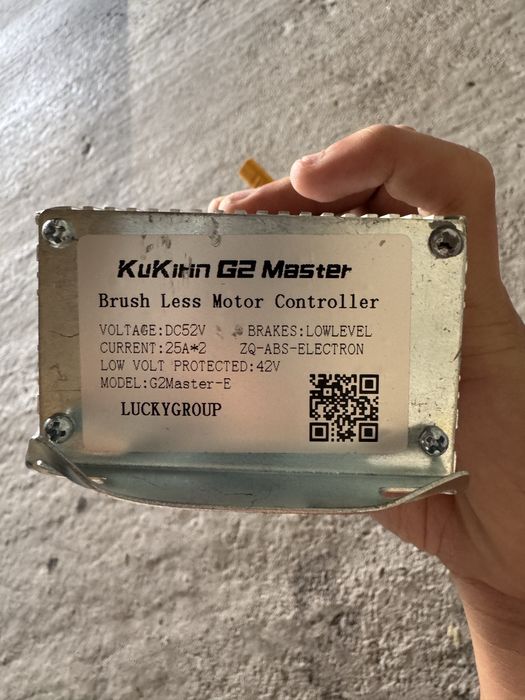 KuKirin G2 Master
Brush Less Motor Controller
VOLTAGE:DC52V BRAKES:LOWLEVEL
CURRENT:25A*2 ZQ-ABS-ELECTRON
LOW VOLT PROTECTED:42V
MODEL:G2Master-E
LUCKYGROUP